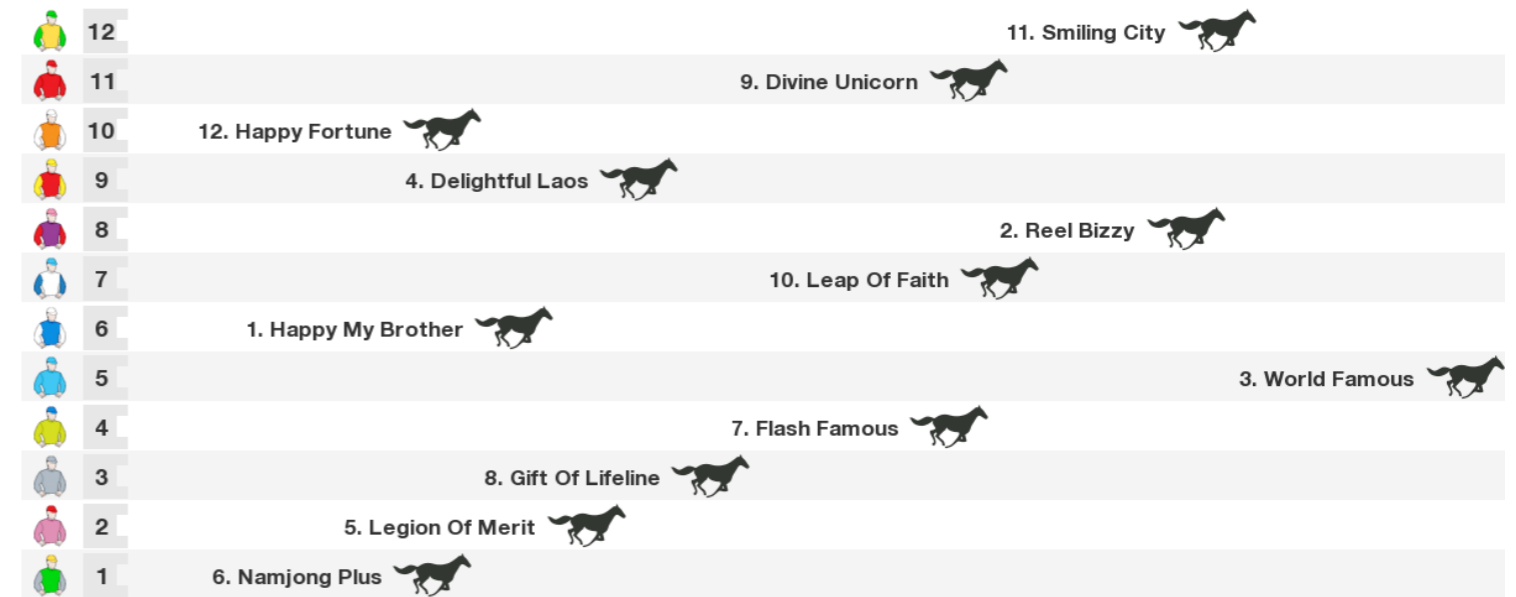 12 11. Smiling City
11 9. Divine Unicorn
10 12. Happy Fortune
9 4. Delightful Laos
8 2. Reel Bizzy
7 10. Leap Of Faith
6 1. Happy My Brother
5 3. World Famous
4 7. Flash Famous
3 8. Gift Of Lifeline
2 5. Legion Of Merit
1 6. Namjong Plus